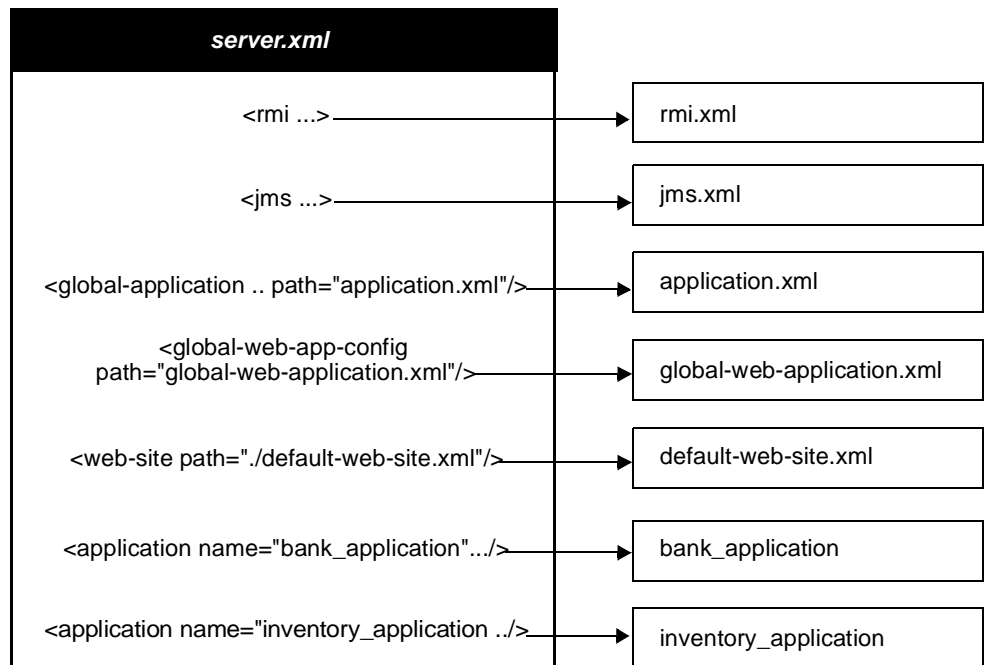 server.xml
<rmi ...>
rmi.xml
<jms ...>
jms.xml
<global-application .. path="application.xml"/>
application.xml
<global-web-app-config
path="global-web-application.xml"/>
global-web-application.xml
<web-site path="./default-web-site.xml"/>
default-web-site.xml
<application name="bank_application".../>
bank_application
<application name="inventory_application ../>
inventory_application